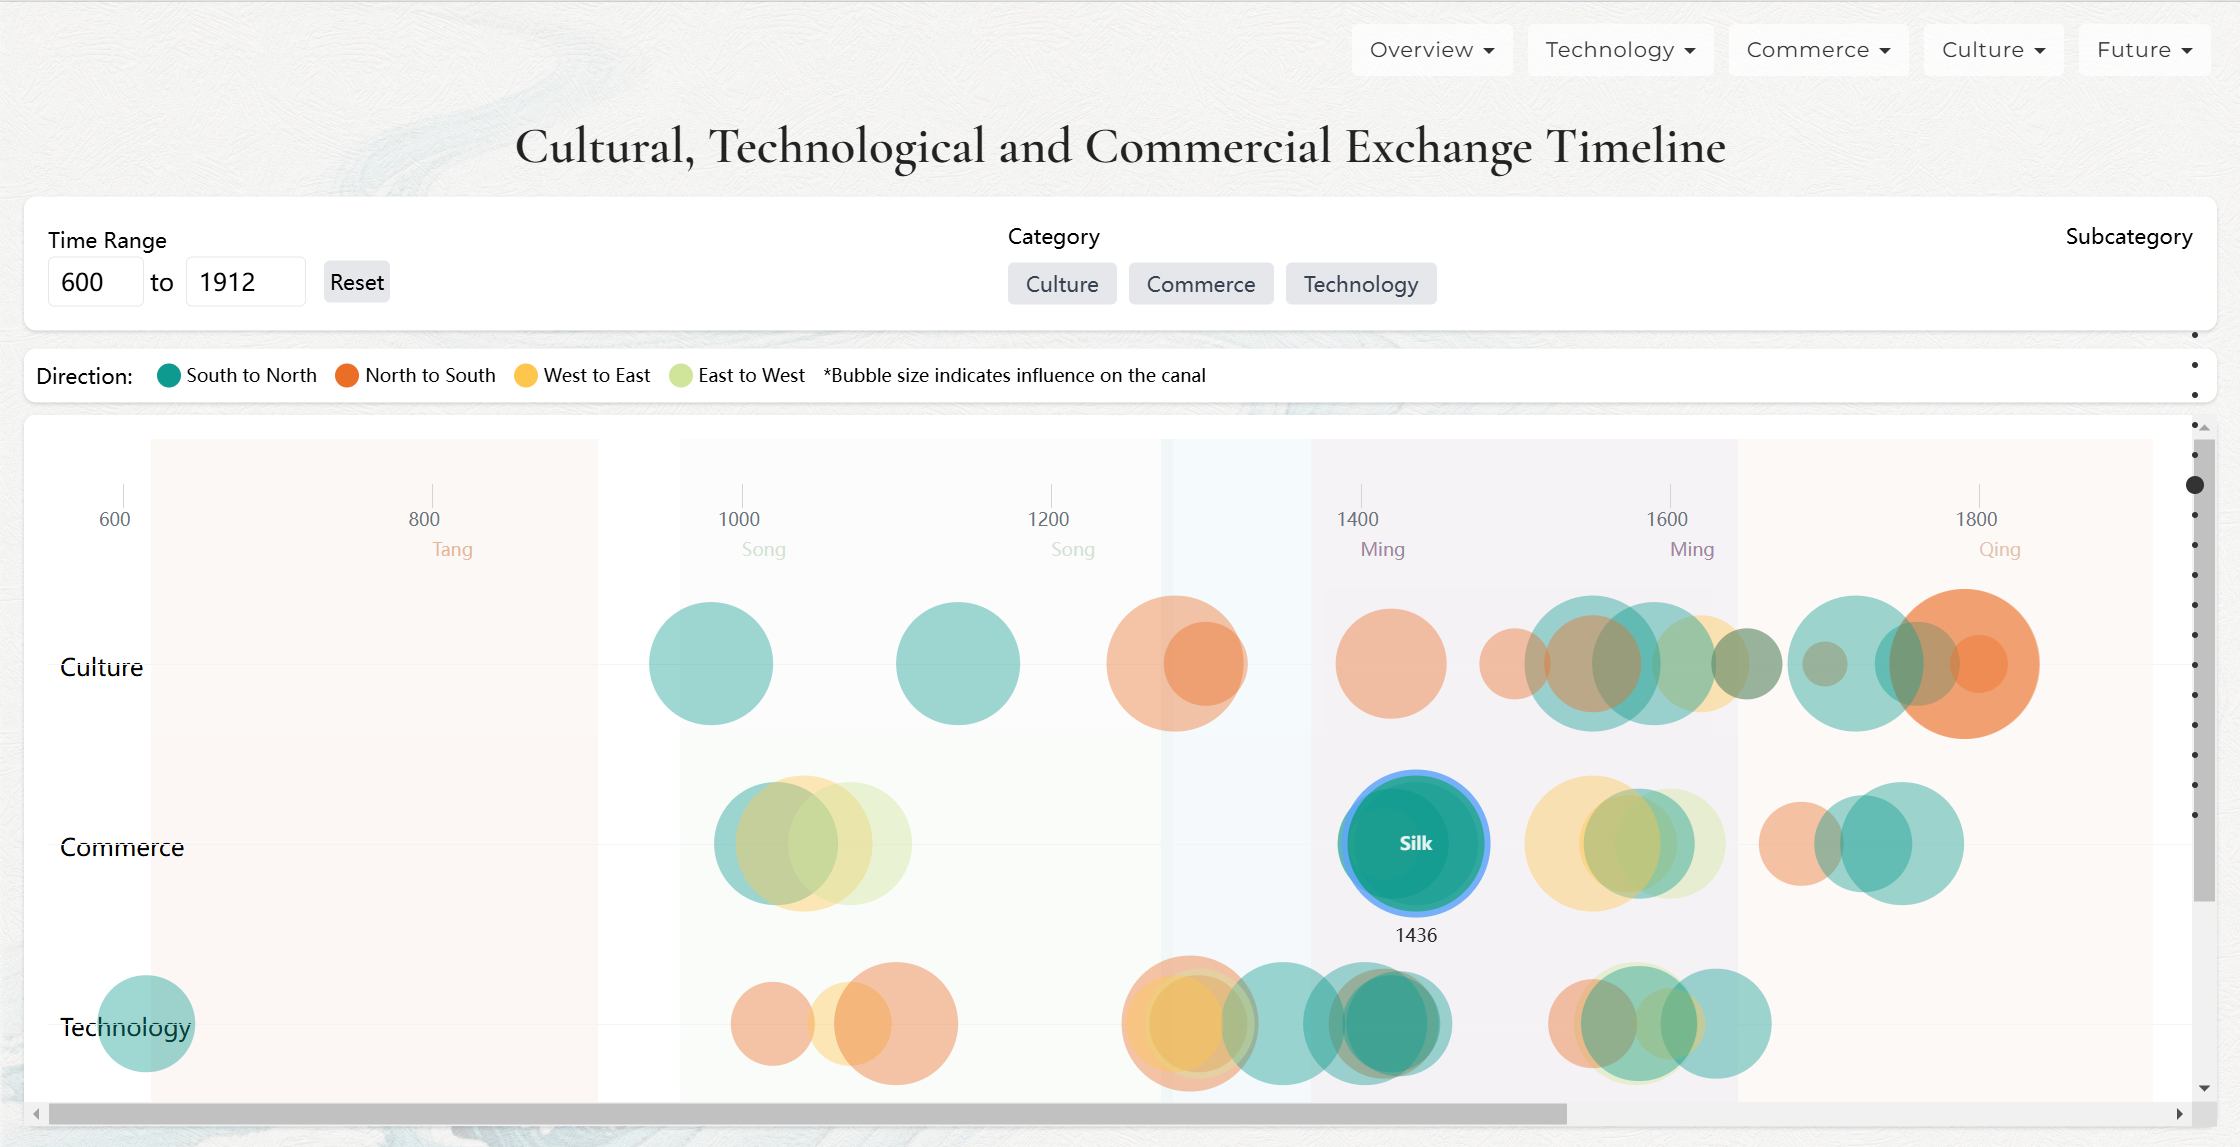 Overview Technology Commerce Culture Future
Cultural, Technological and Commercial Exchange Timeline
Time Range
600 to 1912 Reset
Category
Culture Commerce Technology
Subcategory
Direction: South to North North to South West to East East to West *Bubble size indicates influence on the canal
600 800 1000 1200 1400 1600 1800
Tang Song Song Ming Ming Qing
Culture
Commerce
Silk
1436
Technology